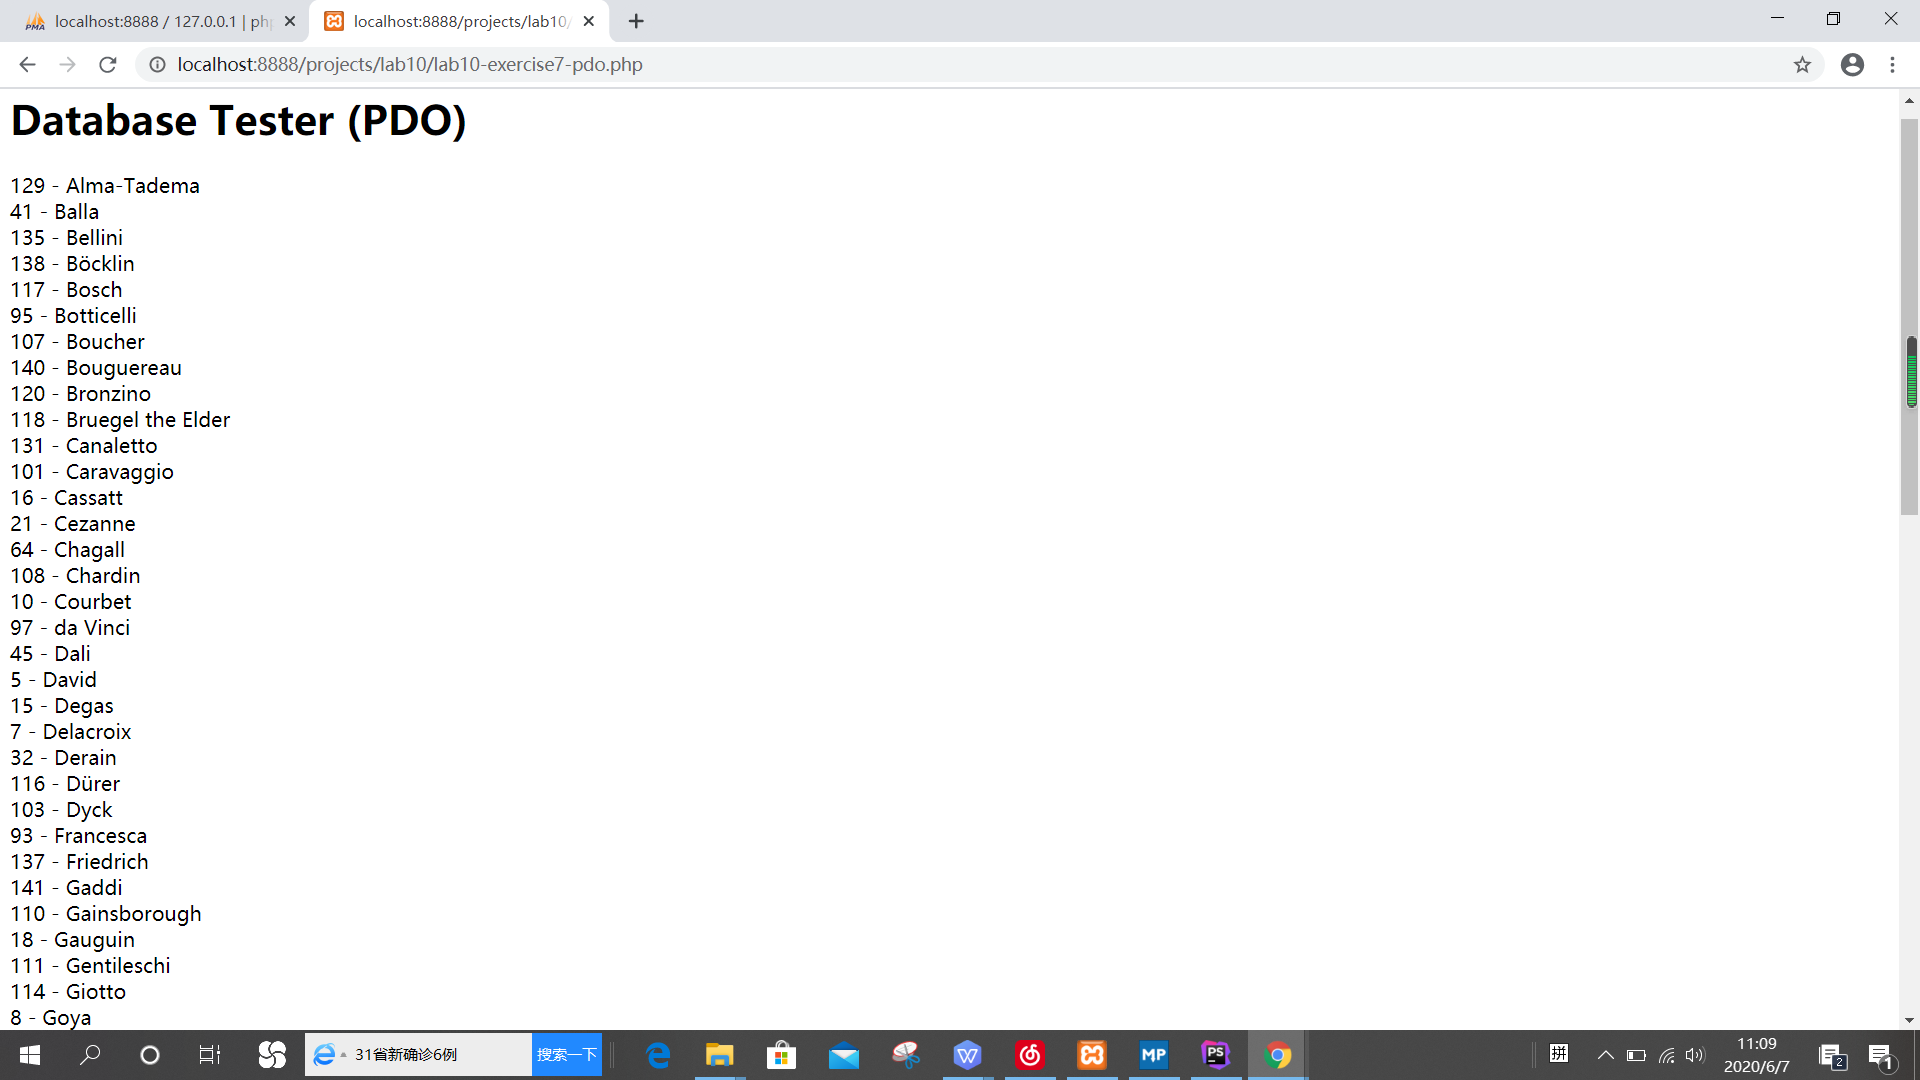 localhost:8888 / 127.0.0.1 | php
localhost:8888/projects/lab10/
localhost:8888/projects/lab10/lab10-exercise7-pdo.php
Database Tester (PDO)
129 - Alma-Tadema
41 - Balla
135 - Bellini
138 - Böcklin
117 - Bosch
95 - Botticelli
107 - Boucher
140 - Bouguereau
120 - Bronzino
118 - Bruegel the Elder
131 - Canaletto
101 - Caravaggio
16 - Cassatt
21 - Cezanne
64 - Chagall
108 - Chardin
10 - Courbet
97 - da Vinci
45 - Dali
5 - David
15 - Degas
7 - Delacroix
32 - Derain
116 - Dürer
103 - Dyck
93 - Francesca
137 - Friedrich
141 - Gaddi
110 - Gainsborough
18 - Gauguin
111 - Gentileschi
114 - Giotto
8 - Goya
31省新确诊6例
搜索一下
MP
PS
拼
11:09
2020/6/7
2
1